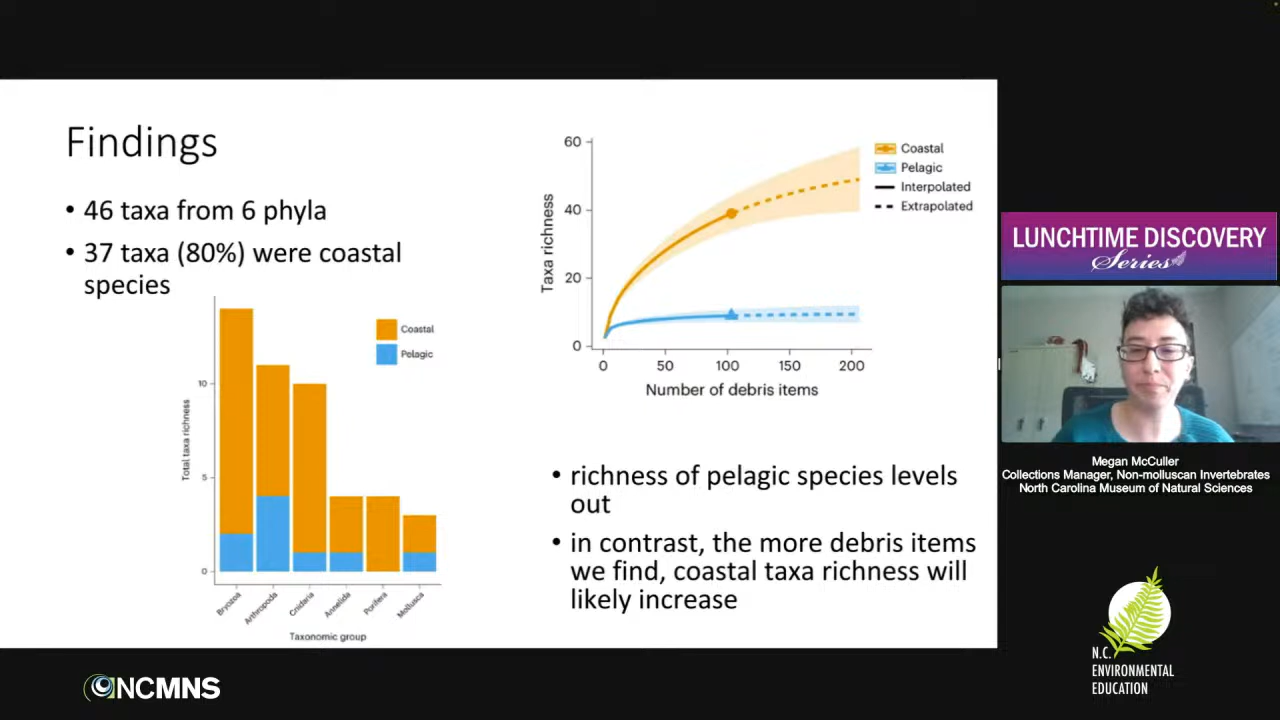 Findings
• 46 taxa from 6 phyla
• 37 taxa (80%) were coastal
species
Coastal
Pelagic
10
5
0
Total taxa richness
Bryozoa
Arthropoda
Cnidaria
Annelida
Porifera
Mollusca
Taxonomic group
60
40
20
0
Taxa richness
0
50
100
150
200
Number of debris items
Coastal
Pelagic
Interpolated
Extrapolated
• richness of pelagic species levels
out
• in contrast, the more debris items
we find, coastal taxa richness will
likely increase
LUNCHTIME DISCOVERY
Series
Megan McCuller
Collections Manager, Non-molluscan Invertebrates
North Carolina Museum of Natural Sciences
N.C.
ENVIRONMENTAL
EDUCATION
NCMNS